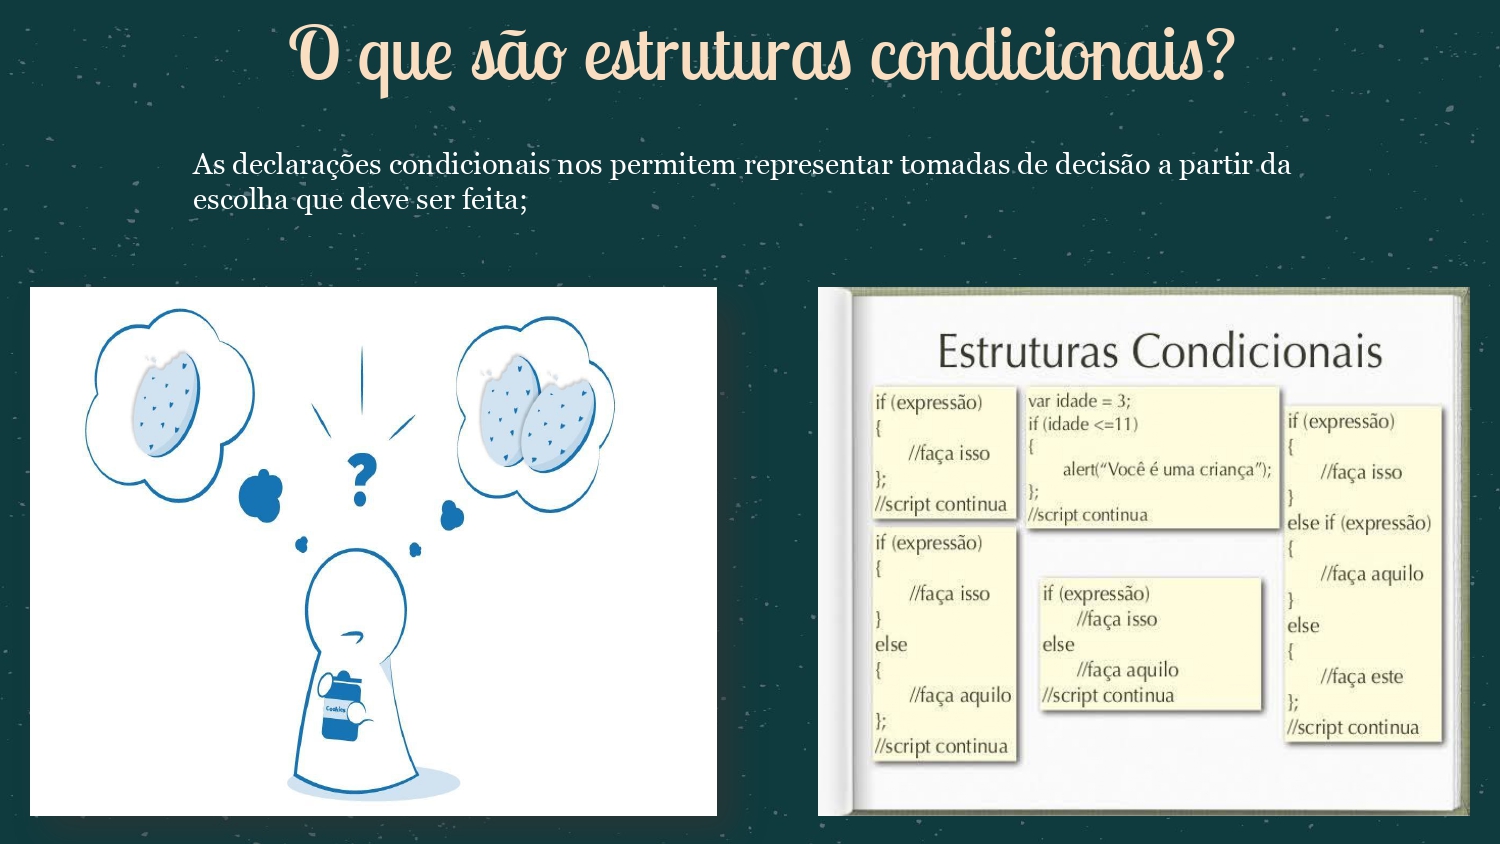 O que são estruturas condicionais?
As declarações condicionais nos permitem representar tomadas de decisão a partir da
escolha que deve ser feita;
?
Cookies
Estruturas Condicionais
if (expressão)
{
//faça isso
};
//script continua
if (expressão)
{
//faça isso
}
else
{
//faça aquilo
};
//script continua
var idade = 3;
if (idade <=11)
{
alert(“Você é uma criança”);
};
//script continua
if (expressão)
//faça isso
else
//faça aquilo
//script continua
if (expressão)
{
//faça isso
}
else if (expressão)
{
//faça aquilo
}
else
{
//faça este
};
//script continua